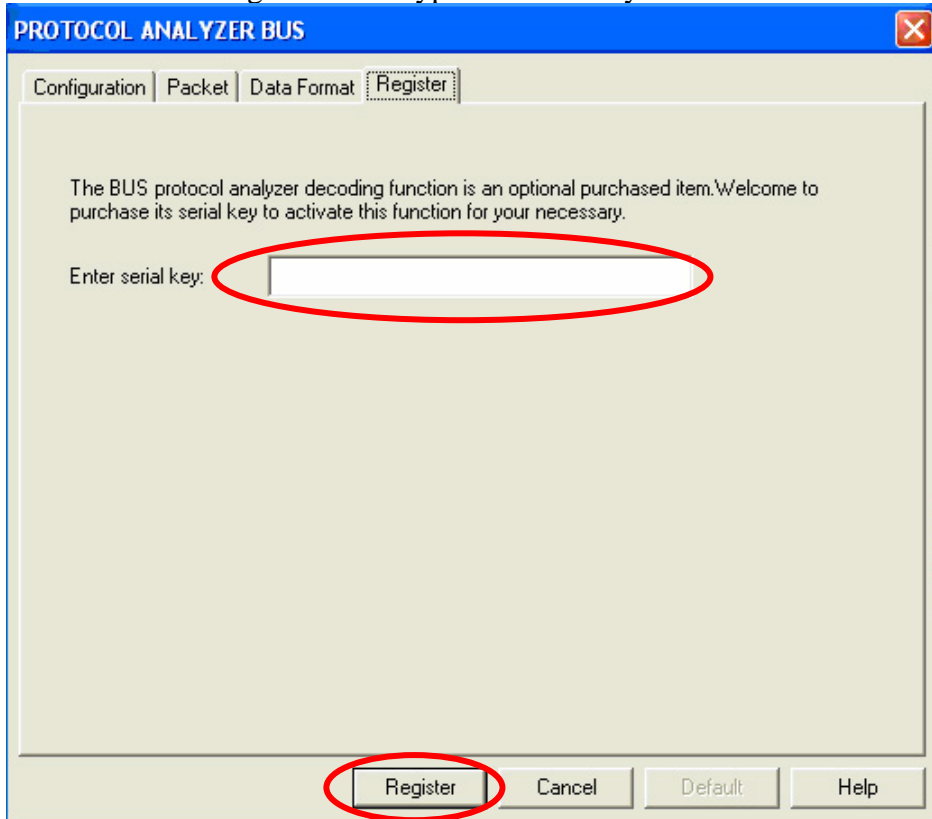 PROTOCOL ANALYZER BUS
Configuration Packet Data Format Register
The BUS protocol analyzer decoding function is an optional purchased item.Welcome to
purchase its serial key to activate this function for your necessary.
Enter serial key:
Register Cancel Default Help